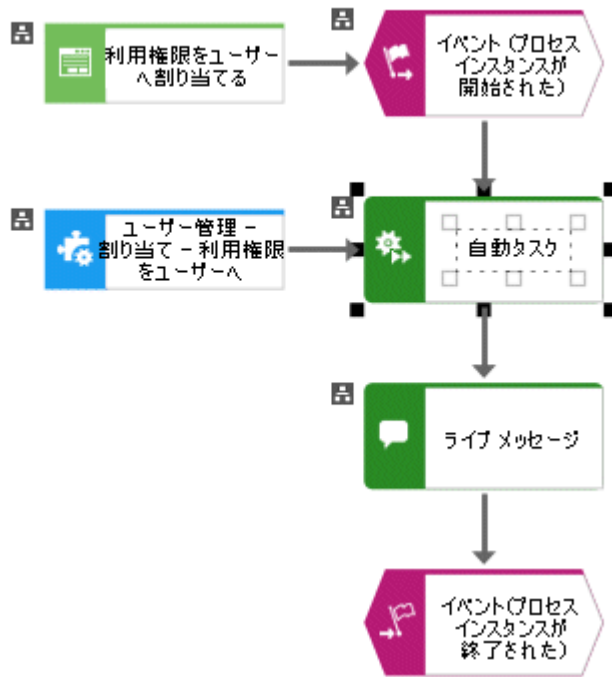 利用権限をユーザー
へ割り当てる
イベント (プロセス
インスタンスが
開始された)
ユーザー管理 -
割り当て - 利用権限
をユーザーへ
自動タスク
ライブ メッセージ
イベント(プロセス
インスタンスが
終了された)